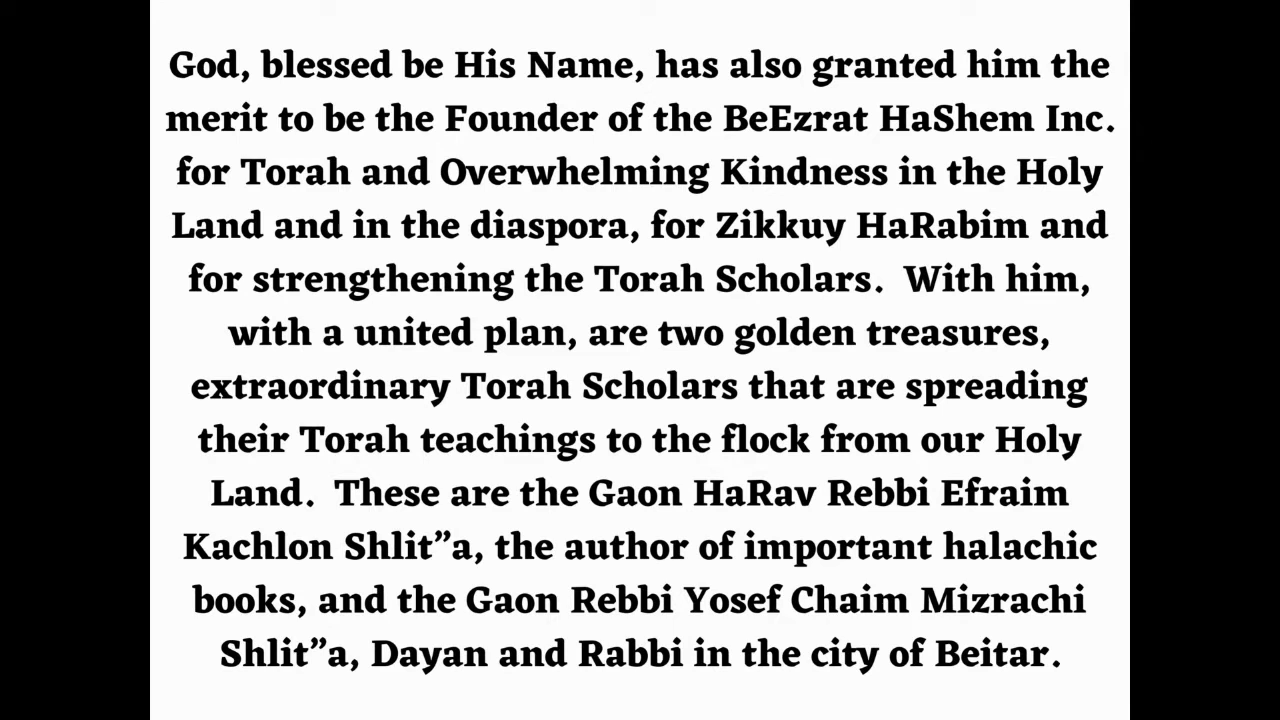 God, blessed be His Name, has also granted him the
merit to be the Founder of the BeEzrat HaShem Inc.
for Torah and Overwhelming Kindness in the Holy
Land and in the diaspora, for Zikkuy HaRabim and
for strengthening the Torah Scholars.  With him,
with a united plan, are two golden treasures,
extraordinary Torah Scholars that are spreading
their Torah teachings to the flock from our Holy
Land.  These are the Gaon HaRav Rebbi Efraim
Kachlon Shlit”a, the author of important halachic
books, and the Gaon Rebbi Yosef Chaim Mizrachi
Shlit”a, Dayan and Rabbi in the city of Beitar.